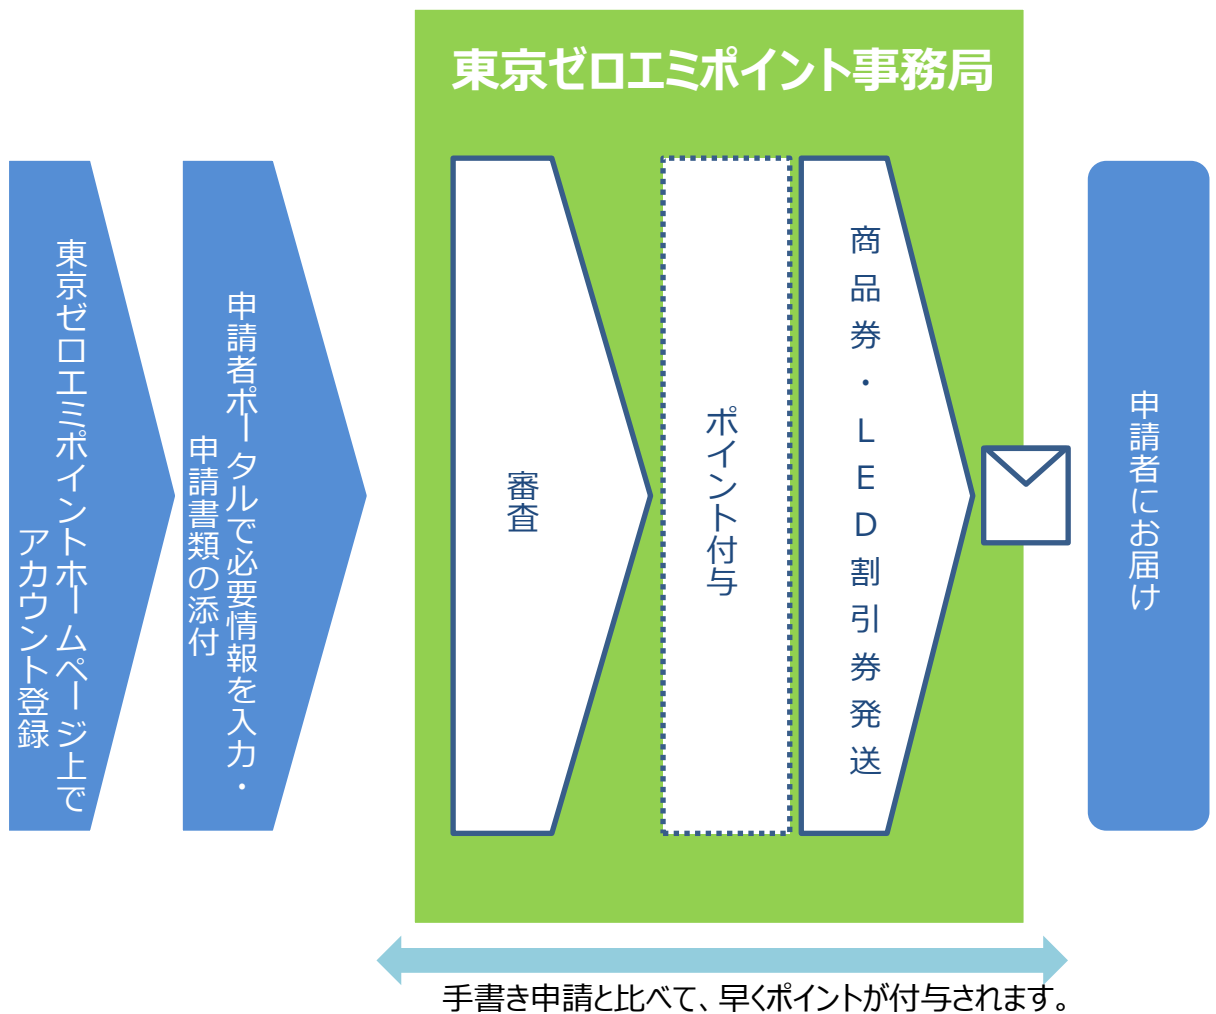 東京ゼロエミポイント事務局
東京ゼロエミポイントホームページ上で
アカウント登録
申請者ポータルで必要情報を入力・
申請書類の添付
審査
ポイント付与
商品券・LED割引券発送
申請者にお届け
手書き申請と比べて、早くポイントが付与されます。